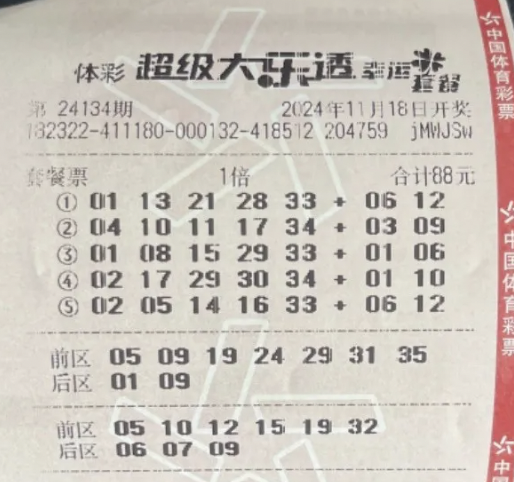 体彩 超级大乐透 幸运套餐
第 24134期 2024年11月18日开奖
182322-411180-000132-418512 204759 jMWJSw
套餐票 1倍 合计88元
① 01 13 21 28 33 + 06 12
② 04 10 11 17 34 + 03 09
③ 01 08 15 29 33 + 01 06
④ 02 17 29 30 34 + 01 10
⑤ 02 05 14 16 33 + 06 12
前区 05 09 19 24 29 31 35
后区 01 09
前区 05 10 12 15 19 32
后区 06 07 09
中国体育彩票
中国体育彩票
中国